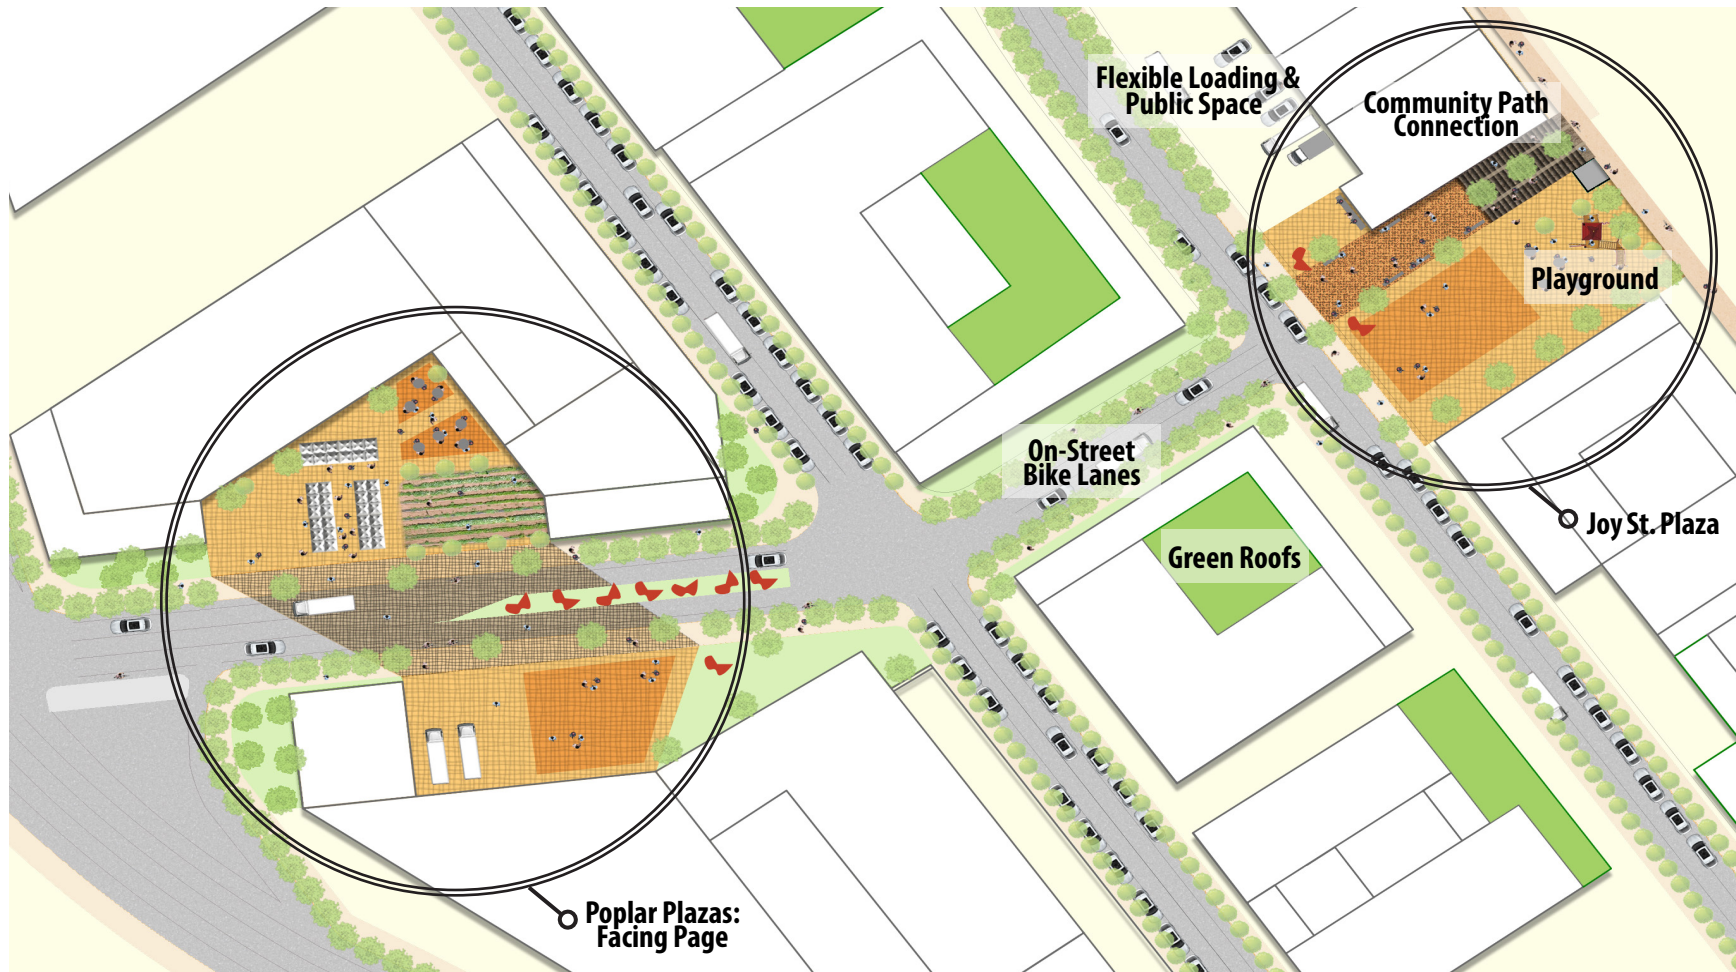 Flexible Loading &
Public Space
Community Path
Connection
Playground
On-Street
Bike Lanes
Joy St. Plaza
Green Roofs
Poplar Plazas:
Facing Page